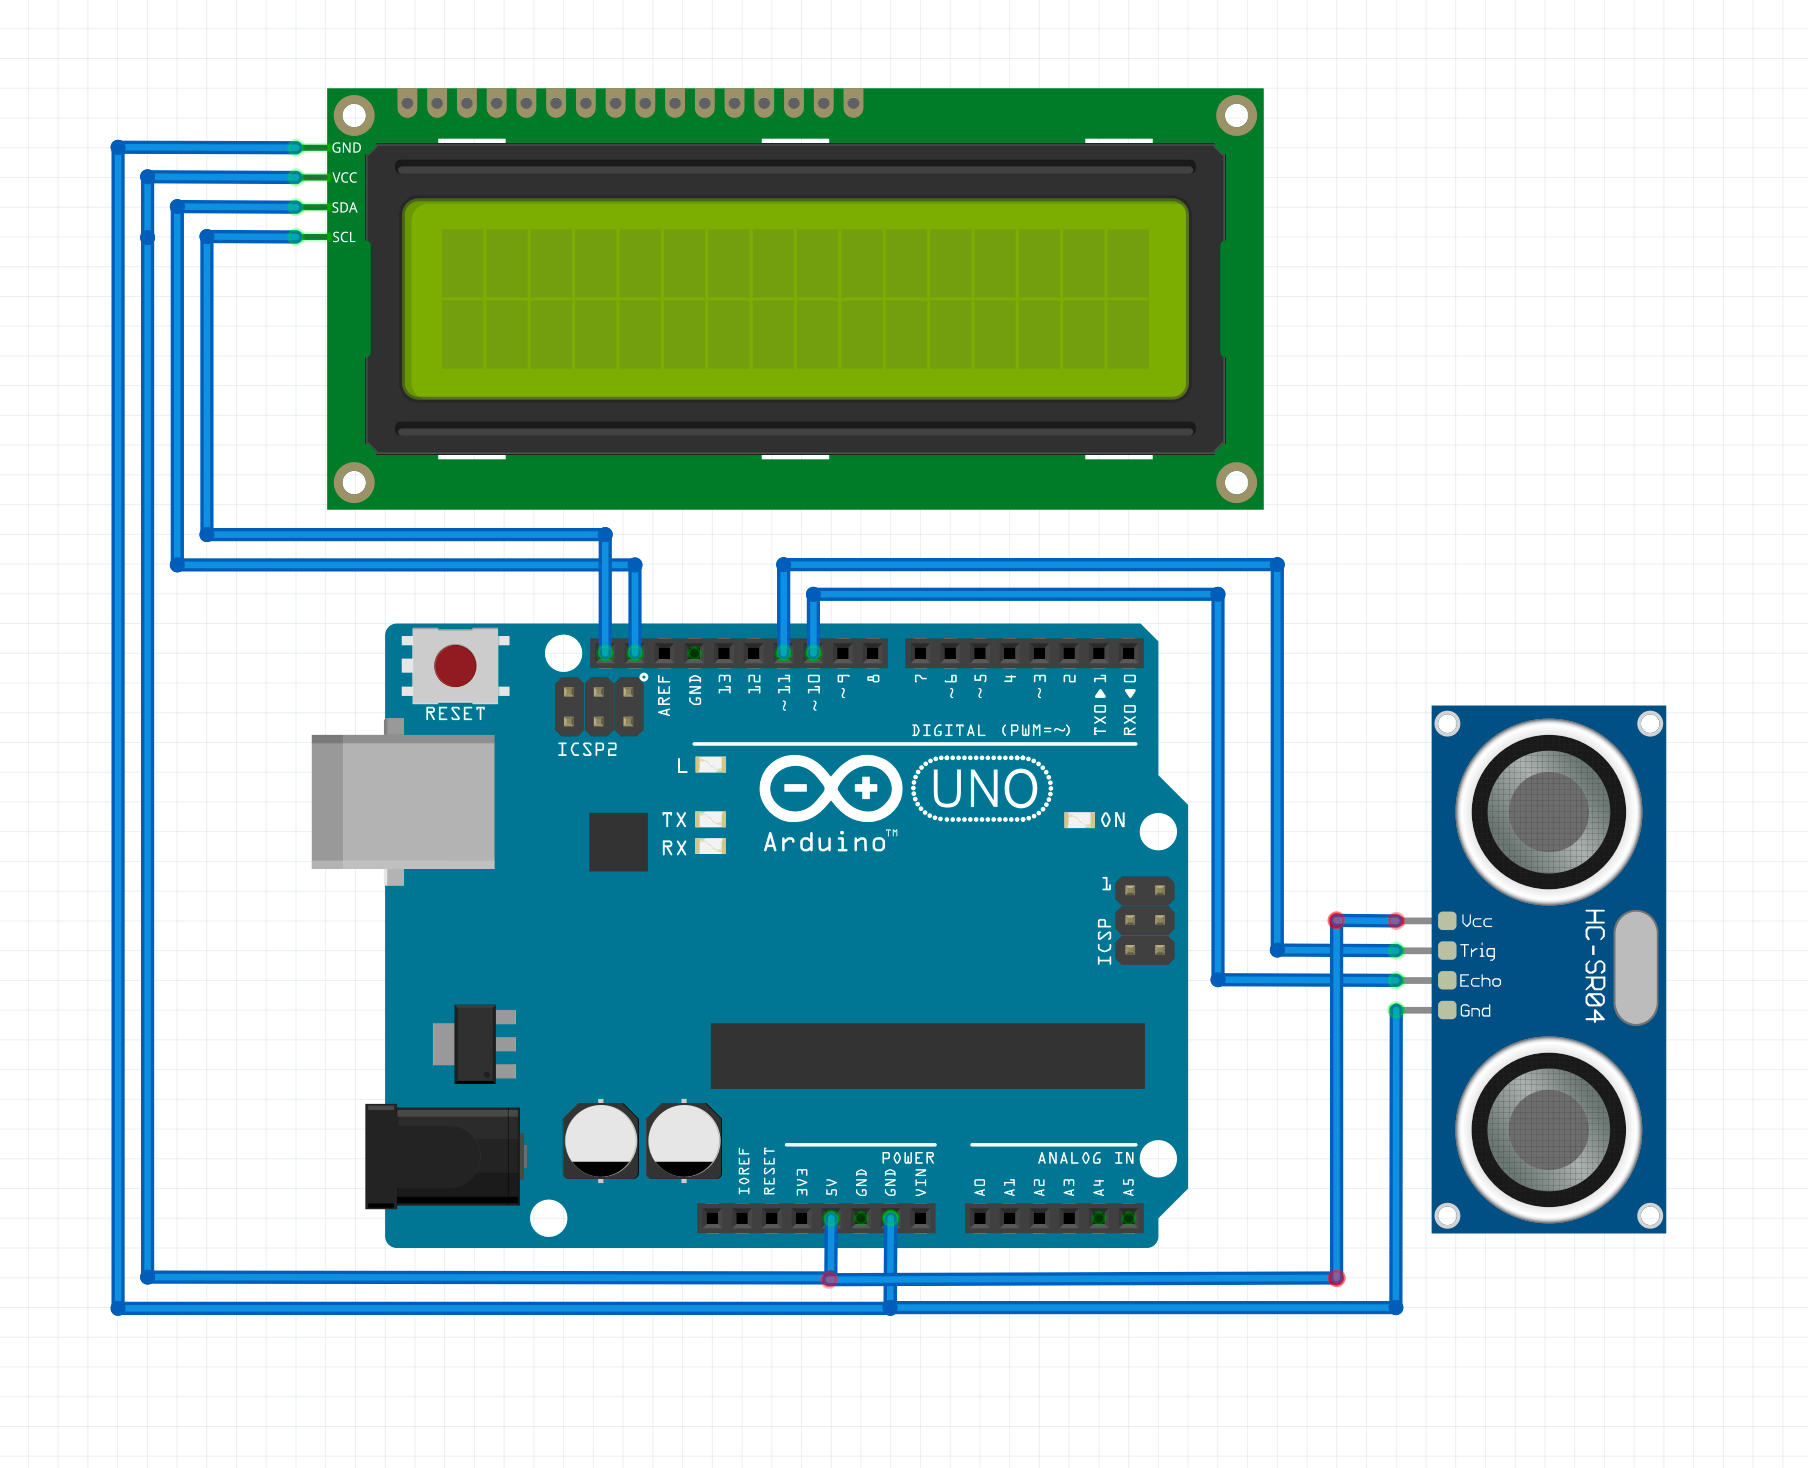 GND
VCC
SDA
SCL
RESET
ICSP2
AREF
GND
13
12
~11
~10
~9
8
7
~6
~5
4
~3
2
TX0▶1
RX0◀0
DIGITAL (PWM=~)
L
TX
RX
Arduino™
UNO
ON
1
ICSP
Vcc
Trig
Echo
Gnd
HC-SR04
IOREF
RESET
3V3
5V
GND
GND
VIN
POWER
ANALOG IN
A0
A1
A2
A3
A4
A5